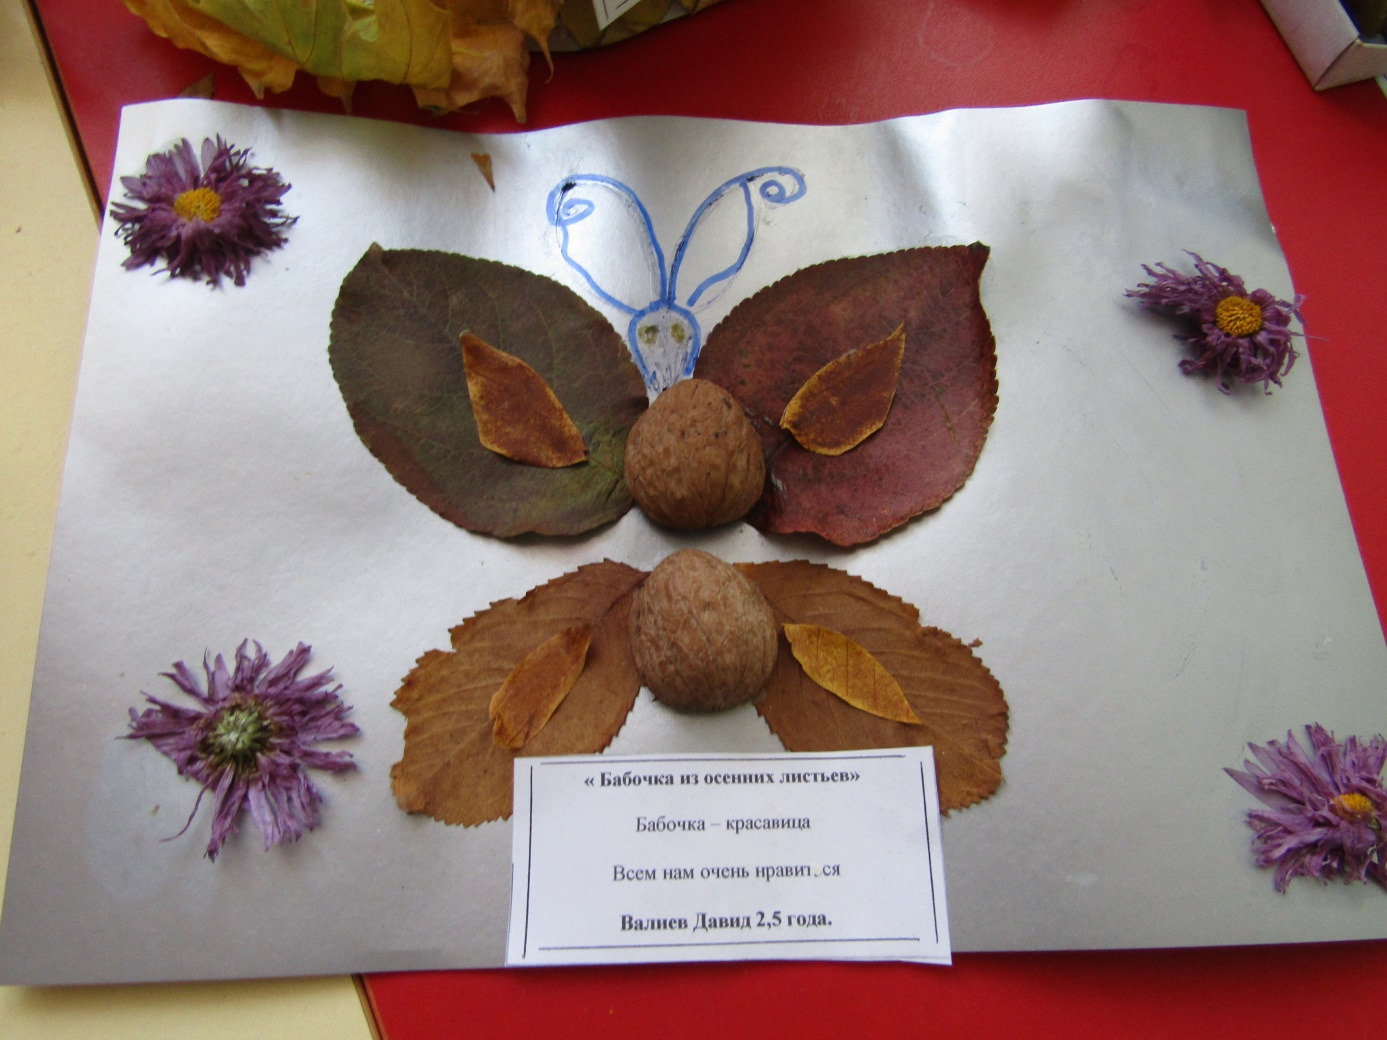 « Бабочка из осенних листьев»
Бабочка – красавица
Всем нам очень нравит ся
Валиев Давид 2,5 года.